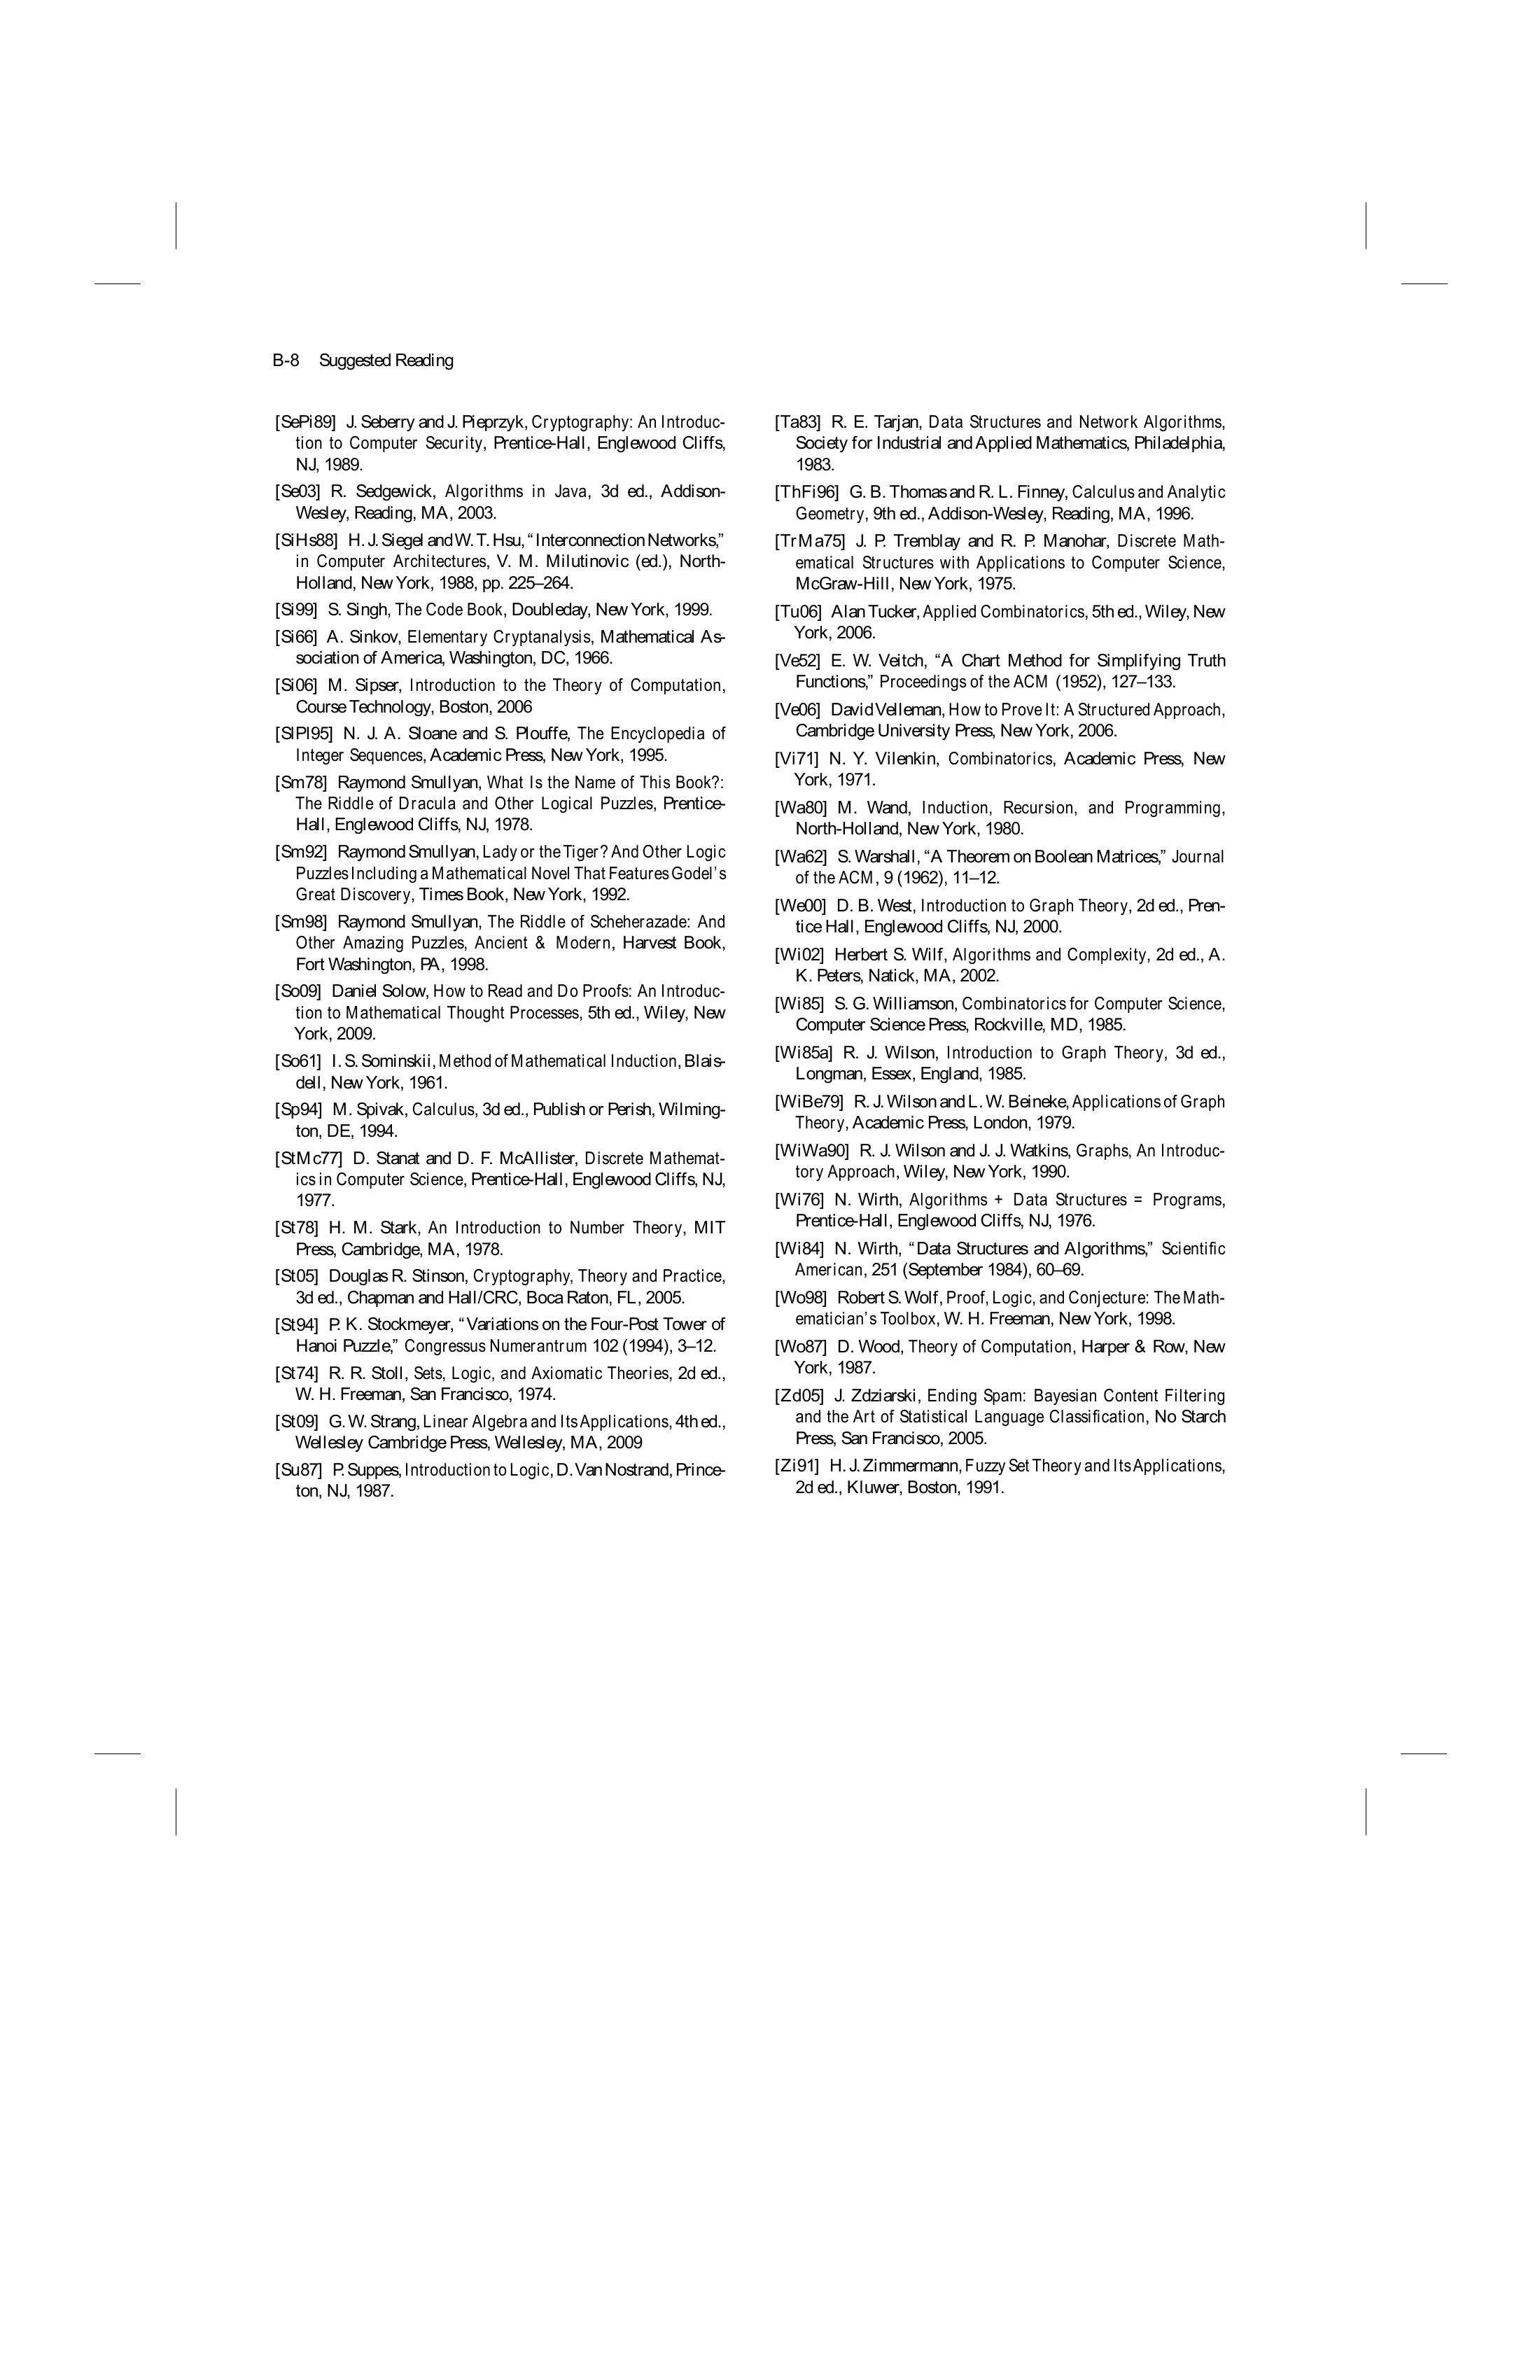 B-8 Suggested Reading
[SePi89] J. Seberry and J. Pieprzyk, Cryptography: An Introduc-
tion to Computer Security, Prentice-Hall, Englewood Cliffs,
NJ, 1989.
[Se03] R. Sedgewick, Algorithms in Java, 3d ed., Addison-
Wesley, Reading, MA, 2003.
[SiHs88] H. J. Siegel and W. T. Hsu, “Interconnection Networks,”
in Computer Architectures, V. M. Milutinovic (ed.), North-
Holland, New York, 1988, pp. 225–264.
[Si99] S. Singh, The Code Book, Doubleday, New York, 1999.
[Si66] A. Sinkov, Elementary Cryptanalysis, Mathematical As-
sociation of America, Washington, DC, 1966.
[Si06] M. Sipser, Introduction to the Theory of Computation,
Course Technology, Boston, 2006
[SlPl95] N. J. A. Sloane and S. Plouffe, The Encyclopedia of
Integer Sequences, Academic Press, New York, 1995.
[Sm78] Raymond Smullyan, What Is the Name of This Book?:
The Riddle of Dracula and Other Logical Puzzles, Prentice-
Hall, Englewood Cliffs, NJ, 1978.
[Sm92] Raymond Smullyan, Lady or the Tiger? And Other Logic
Puzzles Including a Mathematical Novel That Features Godel’s
Great Discovery, Times Book, New York, 1992.
[Sm98] Raymond Smullyan, The Riddle of Scheherazade: And
Other Amazing Puzzles, Ancient & Modern, Harvest Book,
Fort Washington, PA, 1998.
[So09] Daniel Solow, How to Read and Do Proofs: An Introduc-
tion to Mathematical Thought Processes, 5th ed., Wiley, New
York, 2009.
[So61] I. S. Sominskii, Method of Mathematical Induction, Blais-
dell, New York, 1961.
[Sp94] M. Spivak, Calculus, 3d ed., Publish or Perish, Wilming-
ton, DE, 1994.
[StMc77] D. Stanat and D. F. McAllister, Discrete Mathemat-
ics in Computer Science, Prentice-Hall, Englewood Cliffs, NJ,
1977.
[St78] H. M. Stark, An Introduction to Number Theory, MIT
Press, Cambridge, MA, 1978.
[St05] Douglas R. Stinson, Cryptography, Theory and Practice,
3d ed., Chapman and Hall/CRC, Boca Raton, FL, 2005.
[St94] P. K. Stockmeyer, “Variations on the Four-Post Tower of
Hanoi Puzzle,” Congressus Numerantrum 102 (1994), 3–12.
[St74] R. R. Stoll, Sets, Logic, and Axiomatic Theories, 2d ed.,
W. H. Freeman, San Francisco, 1974.
[St09] G. W. Strang, Linear Algebra and Its Applications, 4th ed.,
Wellesley Cambridge Press, Wellesley, MA, 2009
[Su87] P. Suppes, Introduction to Logic, D. Van Nostrand, Prince-
ton, NJ, 1987.
[Ta83] R. E. Tarjan, Data Structures and Network Algorithms,
Society for Industrial and Applied Mathematics, Philadelphia,
1983.
[ThFi96] G. B. Thomas and R. L. Finney, Calculus and Analytic
Geometry, 9th ed., Addison-Wesley, Reading, MA, 1996.
[TrMa75] J. P. Tremblay and R. P. Manohar, Discrete Math-
ematical Structures with Applications to Computer Science,
McGraw-Hill, New York, 1975.
[Tu06] Alan Tucker, Applied Combinatorics, 5th ed., Wiley, New
York, 2006.
[Ve52] E. W. Veitch, “A Chart Method for Simplifying Truth
Functions,” Proceedings of the ACM (1952), 127–133.
[Ve06] David Velleman, How to Prove It: A Structured Approach,
Cambridge University Press, New York, 2006.
[Vi71] N. Y. Vilenkin, Combinatorics, Academic Press, New
York, 1971.
[Wa80] M. Wand, Induction, Recursion, and Programming,
North-Holland, New York, 1980.
[Wa62] S. Warshall, “A Theorem on Boolean Matrices,” Journal
of the ACM, 9 (1962), 11–12.
[We00] D. B. West, Introduction to Graph Theory, 2d ed., Pren-
tice Hall, Englewood Cliffs, NJ, 2000.
[Wi02] Herbert S. Wilf, Algorithms and Complexity, 2d ed., A.
K. Peters, Natick, MA, 2002.
[Wi85] S. G. Williamson, Combinatorics for Computer Science,
Computer Science Press, Rockville, MD, 1985.
[Wi85a] R. J. Wilson, Introduction to Graph Theory, 3d ed.,
Longman, Essex, England, 1985.
[WiBe79] R. J. Wilson and L. W. Beineke, Applications of Graph
Theory, Academic Press, London, 1979.
[WiWa90] R. J. Wilson and J. J. Watkins, Graphs, An Introduc-
tory Approach, Wiley, New York, 1990.
[Wi76] N. Wirth, Algorithms + Data Structures = Programs,
Prentice-Hall, Englewood Cliffs, NJ, 1976.
[Wi84] N. Wirth, “Data Structures and Algorithms,” Scientific
American, 251 (September 1984), 60–69.
[Wo98] Robert S. Wolf, Proof, Logic, and Conjecture: The Math-
ematician’s Toolbox, W. H. Freeman, New York, 1998.
[Wo87] D. Wood, Theory of Computation, Harper & Row, New
York, 1987.
[Zd05] J. Zdziarski, Ending Spam: Bayesian Content Filtering
and the Art of Statistical Language Classification, No Starch
Press, San Francisco, 2005.
[Zi91] H. J. Zimmermann, Fuzzy Set Theory and Its Applications,
2d ed., Kluwer, Boston, 1991.